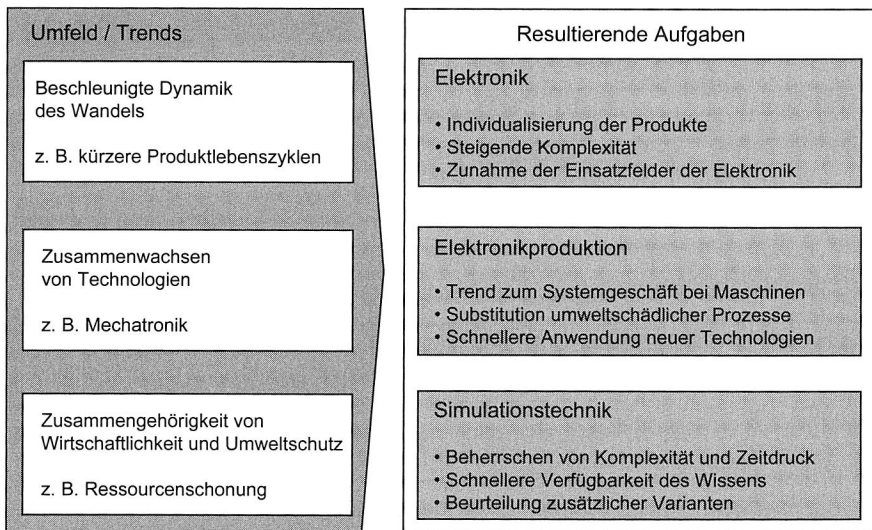 Umfeld / Trends
Beschleunigte Dynamik
des Wandels
z. B. kürzere Produktlebenszyklen
Zusammenwachsen
von Technologien
z. B. Mechatronik
Zusammengehörigkeit von
Wirtschaftlichkeit und Umweltschutz
z. B. Ressourcenschonung
Resultierende Aufgaben
Elektronik
• Individualisierung der Produkte
• Steigende Komplexität
• Zunahme der Einsatzfelder der Elektronik
Elektronikproduktion
• Trend zum Systemgeschäft bei Maschinen
• Substitution umweltschädlicher Prozesse
• Schnellere Anwendung neuer Technologien
Simulationstechnik
• Beherrschen von Komplexität und Zeitdruck
• Schnellere Verfügbarkeit des Wissens
• Beurteilung zusätzlicher Varianten